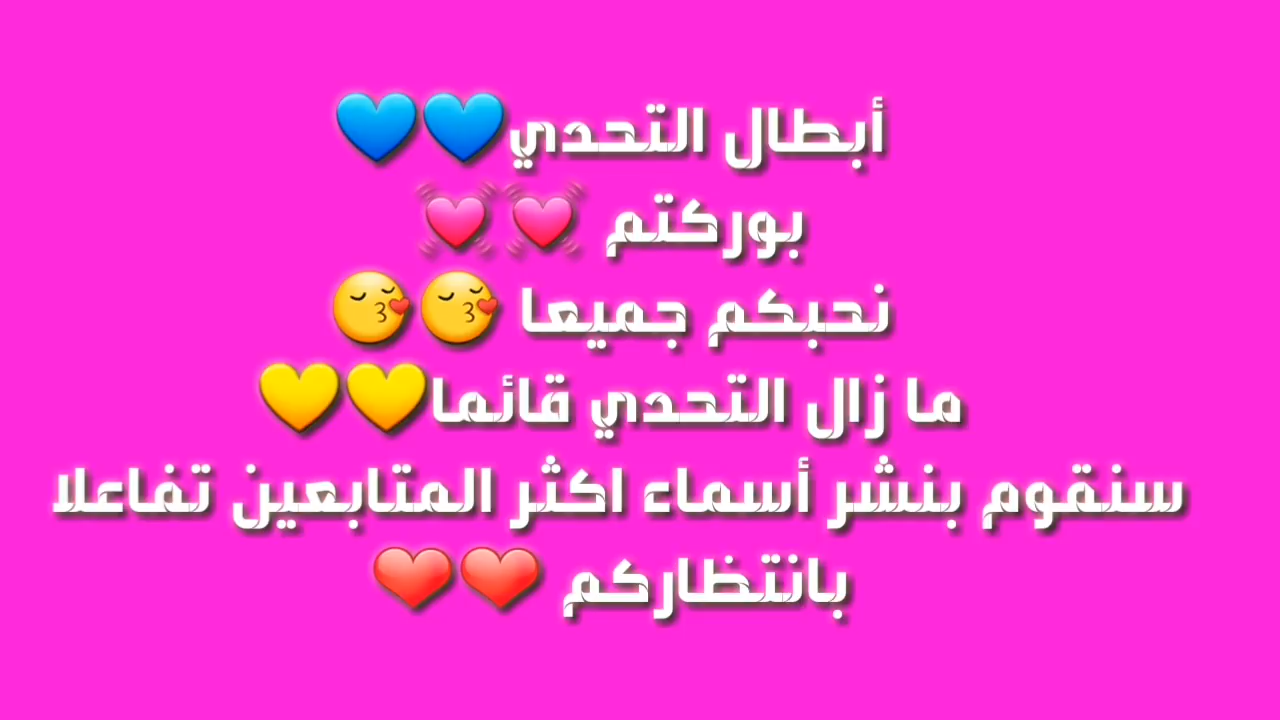 أبطال التحدي💙💙
بوركتم 💓💓
نحبكم جميعا 😚😚
ما زال التحدي قائما💛💛
سنقوم بنشر أسماء اكثر المتابعين تفاعلا
بانتظاركم ❤❤